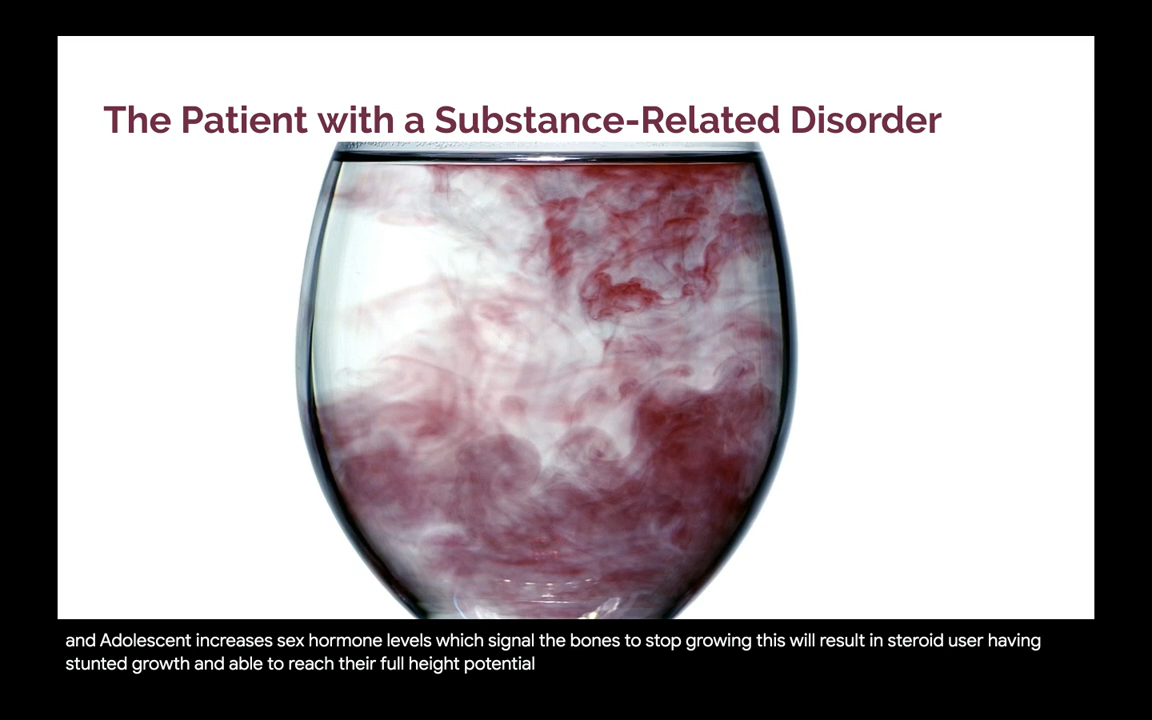 The Patient with a Substance-Related Disorder
and Adolescent increases sex hormone levels which signal the bones to stop growing this will result in steroid user having
stunted growth and able to reach their full height potential